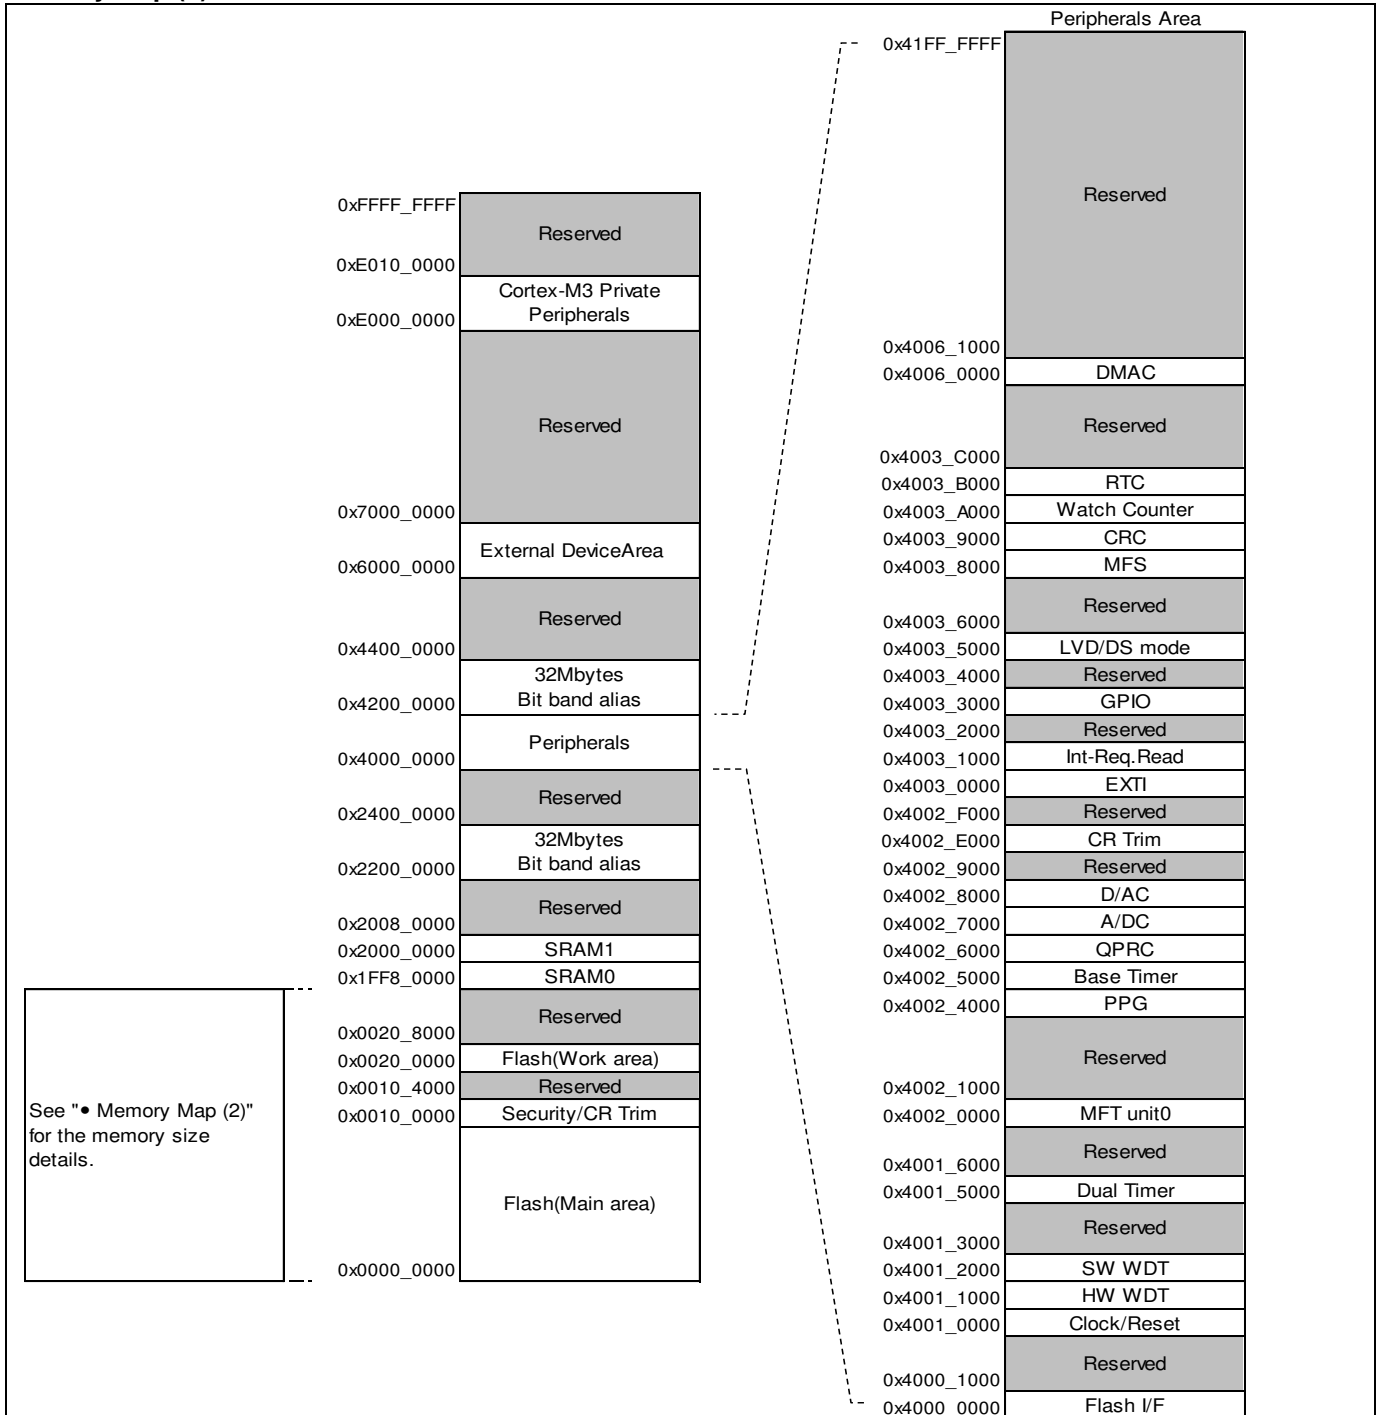 Peripherals Area
0x41FF_FFFF
Reserved
0x4006_1000
0x4006_0000 DMAC
Reserved
0x4003_C000
0x4003_B000 RTC
0x4003_A000 Watch Counter
0x4003_9000 CRC
0x4003_8000 MFS
Reserved
0x4003_6000
0x4003_5000 LVD/DS mode
0x4003_4000 Reserved
0x4003_3000 GPIO
0x4003_2000 Reserved
0x4003_1000 Int-Req.Read
0x4003_0000 EXTI
0x4002_F000 Reserved
0x4002_E000 CR Trim
0x4002_9000 Reserved
0x4002_8000 D/AC
0x4002_7000 A/DC
0x4002_6000 QPRC
0x4002_5000 Base Timer
0x4002_4000 PPG
Reserved
0x4002_1000
0x4002_0000 MFT unit0
Reserved
0x4001_6000
0x4001_5000 Dual Timer
Reserved
0x4001_3000
0x4001_2000 SW WDT
0x4001_1000 HW WDT
0x4001_0000 Clock/Reset
Reserved
0x4000_1000
0x4000_0000 Flash I/F
0xFFFF_FFFF
Reserved
0xE010_0000
Cortex-M3 Private
Peripherals
0xE000_0000
Reserved
0x7000_0000
External DeviceArea
0x6000_0000
Reserved
0x4400_0000
32Mbytes
Bit band alias
0x4200_0000
Peripherals
0x4000_0000
Reserved
0x2400_0000
32Mbytes
Bit band alias
0x2200_0000
Reserved
0x2008_0000
0x2000_0000 SRAM1
0x1FF8_0000 SRAM0
Reserved
0x0020_8000
0x0020_0000 Flash(Work area)
0x0010_4000 Reserved
0x0010_0000 Security/CR Trim
Flash(Main area)
0x0000_0000
See "● Memory Map (2)"
for the memory size
details.